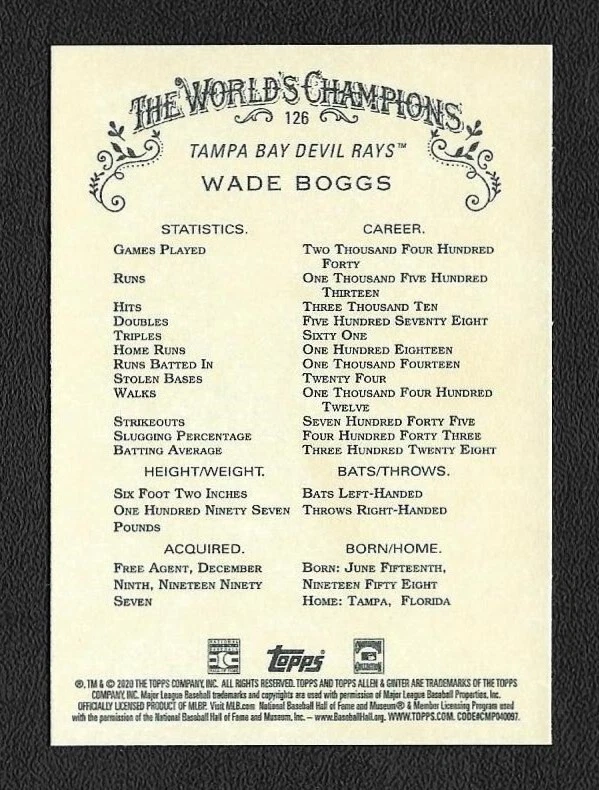 THE WORLD'S CHAMPIONS
126
TAMPA BAY DEVIL RAYS™
WADE BOGGS
STATISTICS. CAREER.
GAMES PLAYED TWO THOUSAND FOUR HUNDRED
FORTY
RUNS ONE THOUSAND FIVE HUNDRED
THIRTEEN
HITS THREE THOUSAND TEN
DOUBLES FIVE HUNDRED SEVENTY EIGHT
TRIPLES SIXTY ONE
HOME RUNS ONE HUNDRED EIGHTEEN
RUNS BATTED IN ONE THOUSAND FOURTEEN
STOLEN BASES TWENTY FOUR
WALKS ONE THOUSAND FOUR HUNDRED
TWELVE
STRIKEOUTS SEVEN HUNDRED FORTY FIVE
SLUGGING PERCENTAGE FOUR HUNDRED FORTY THREE
BATTING AVERAGE THREE HUNDRED TWENTY EIGHT
HEIGHT/WEIGHT. BATS/THROWS.
SIX FOOT TWO INCHES BATS LEFT-HANDED
ONE HUNDRED NINETY SEVEN THROWS RIGHT-HANDED
POUNDS
ACQUIRED. BORN/HOME.
FREE AGENT, DECEMBER BORN: JUNE FIFTEENTH,
NINTH, NINETEEN NINETY NINETEEN FIFTY EIGHT
SEVEN HOME: TAMPA, FLORIDA
topps
®, TM & © 2020 THE TOPPS COMPANY, INC. ALL RIGHTS RESERVED. TOPPS AND TOPPS ALLEN & GINTER ARE TRADEMARKS OF THE TOPPS
COMPANY, INC. Major League Baseball trademarks and copyrights are used with permission of Major League Baseball Properties, Inc.
OFFICIALLY LICENSED PRODUCT OF MLBP. Visit MLB.com National Baseball Hall of Fame and Museum® & Member Licensing Program used
with the permission of the National Baseball Hall of Fame and Museum, Inc. – www.BaseballHall.org. WWW.TOPPS.COM. CODE#CMP040097.